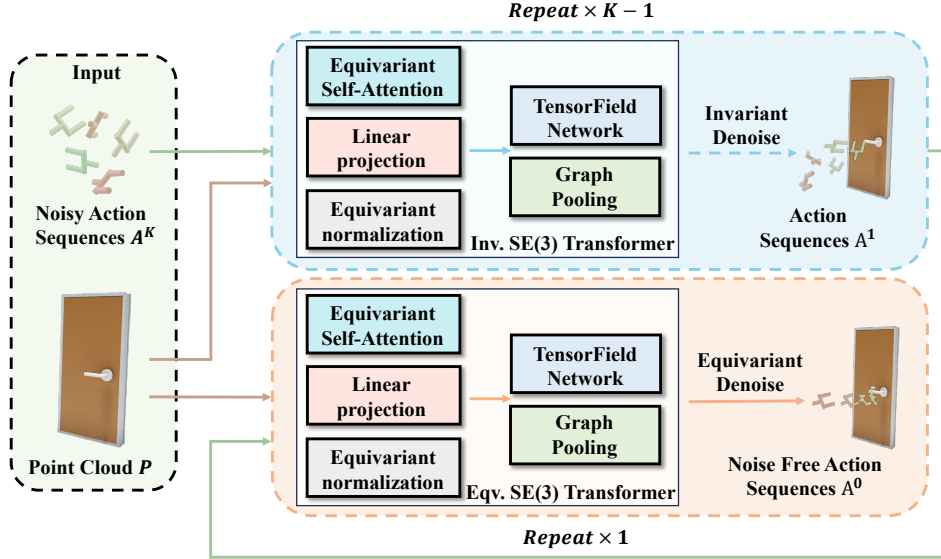 Repeat × K − 1
Input
Noisy Action
Sequences A^K
Point Cloud P
Equivariant
Self-Attention
Linear
projection
Equivariant
normalization
TensorField
Network
Graph
Pooling
Inv. SE(3) Transformer
Invariant
Denoise
Action
Sequences A^1
Equivariant
Self-Attention
Linear
projection
Equivariant
normalization
TensorField
Network
Graph
Pooling
Eqv. SE(3) Transformer
Equivariant
Denoise
Noise Free Action
Sequences A^0
Repeat × 1